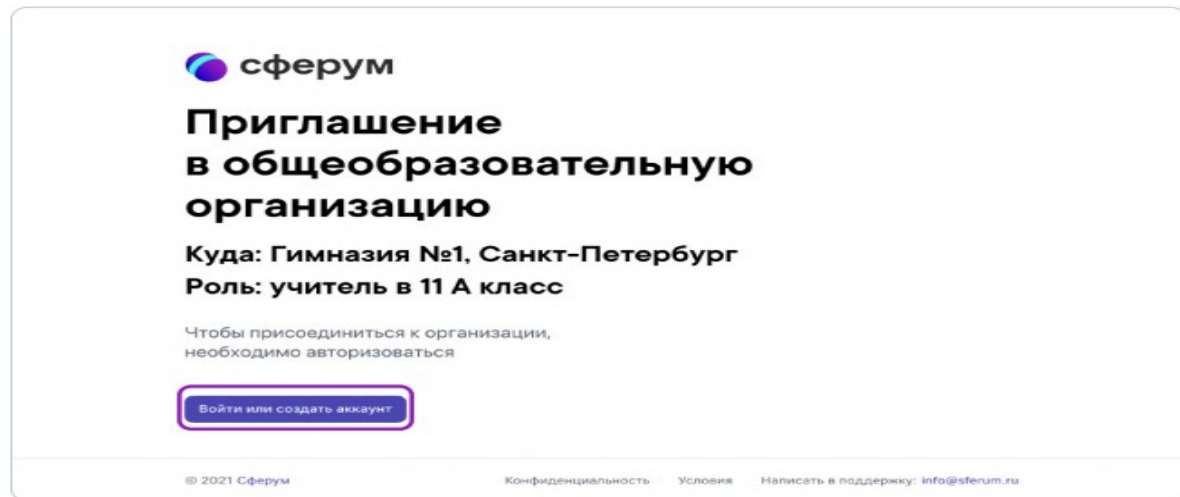 сферум
Приглашение
в общеобразовательную
организацию
Куда: Гимназия №1, Санкт-Петербург
Роль: учитель в 11 А класс
Чтобы присоединиться к организации,
необходимо авторизоваться
Войти или создать аккаунт
© 2021 Сферум Конфиденциальность Условия Написать в поддержку: info@sferum.ru